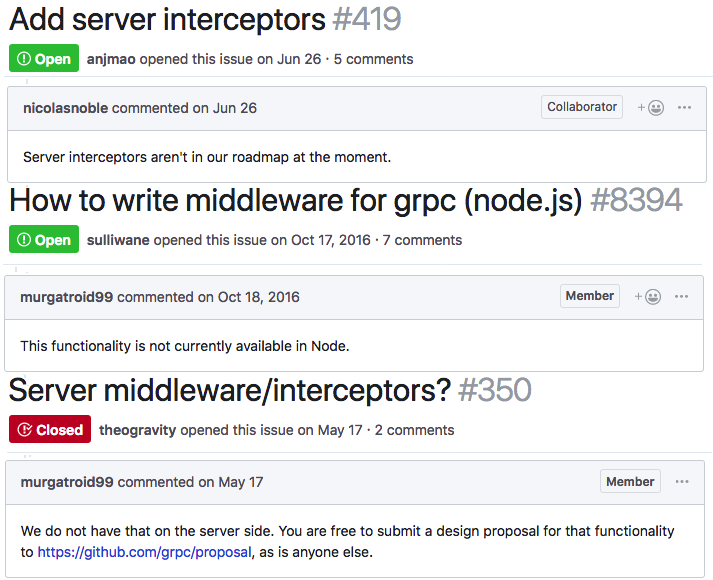 Add server interceptors #419
Open anjmao opened this issue on Jun 26 · 5 comments
nicolasnoble commented on Jun 26 Collaborator
Server interceptors aren't in our roadmap at the moment.
How to write middleware for grpc (node.js) #8394
Open sulliwane opened this issue on Oct 17, 2016 · 7 comments
murgatroid99 commented on Oct 18, 2016 Member
This functionality is not currently available in Node.
Server middleware/interceptors? #350
Closed theogravity opened this issue on May 17 · 2 comments
murgatroid99 commented on May 17 Member
We do not have that on the server side. You are free to submit a design proposal for that functionality
to https://github.com/grpc/proposal, as is anyone else.